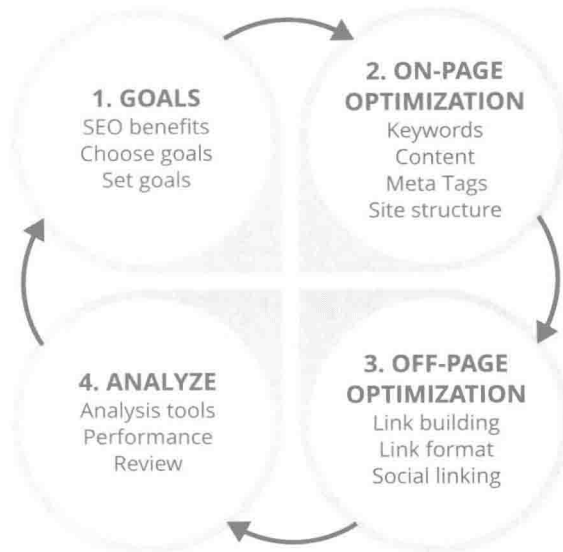 1. GOALS
SEO benefits
Choose goals
Set goals
2. ON-PAGE
OPTIMIZATION
Keywords
Content
Meta Tags
Site structure
3. OFF-PAGE
OPTIMIZATION
Link building
Link format
Social linking
4. ANALYZE
Analysis tools
Performance
Review